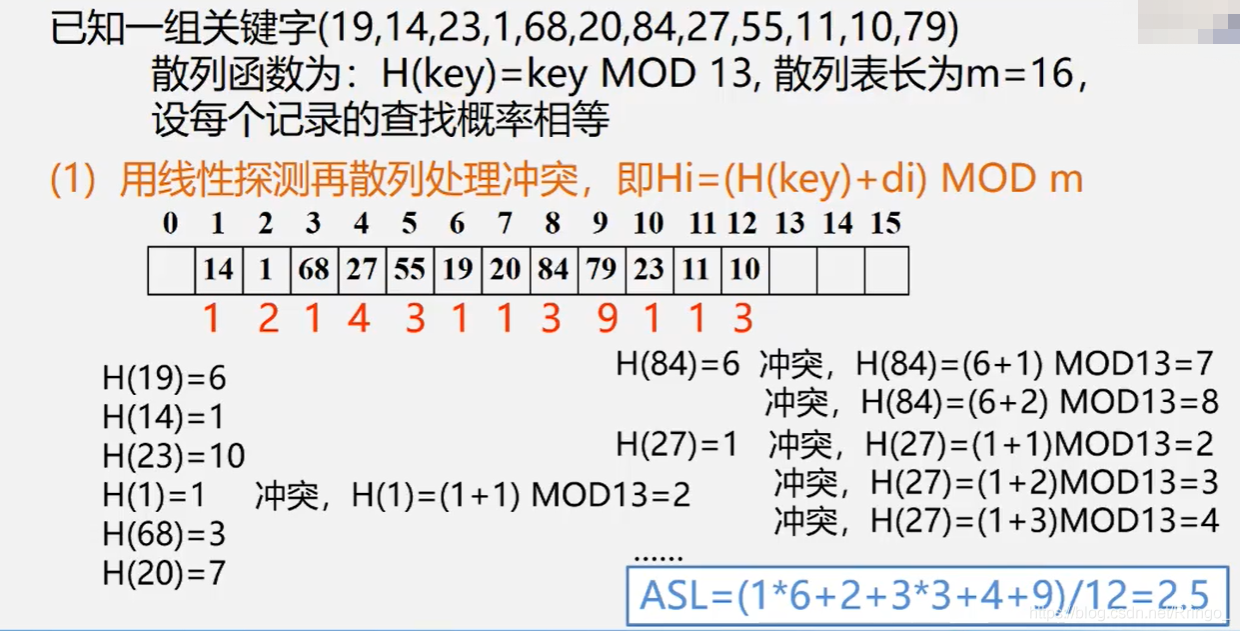 已知一组关键字(19,14,23,1,68,20,84,27,55,11,10,79)
散列函数为：H(key)=key MOD 13, 散列表长为m=16，
设每个记录的查找概率相等
(1) 用线性探测再散列处理冲突，即Hi=(H(key)+di) MOD m
0 1 2 3 4 5 6 7 8 9 10 11 12 13 14 15
14 1 68 27 55 19 20 84 79 23 11 10
1 2 1 4 3 1 1 3 9 1 1 3
H(19)=6
H(14)=1
H(23)=10
H(1)=1 冲突，H(1)=(1+1) MOD13=2
H(68)=3
H(20)=7
H(84)=6 冲突，H(84)=(6+1) MOD13=7
冲突，H(84)=(6+2) MOD13=8
H(27)=1 冲突，H(27)=(1+1)MOD13=2
冲突，H(27)=(1+2)MOD13=3
冲突，H(27)=(1+3)MOD13=4
......
ASL=(1*6+2+3*3+4+9)/12=2.5